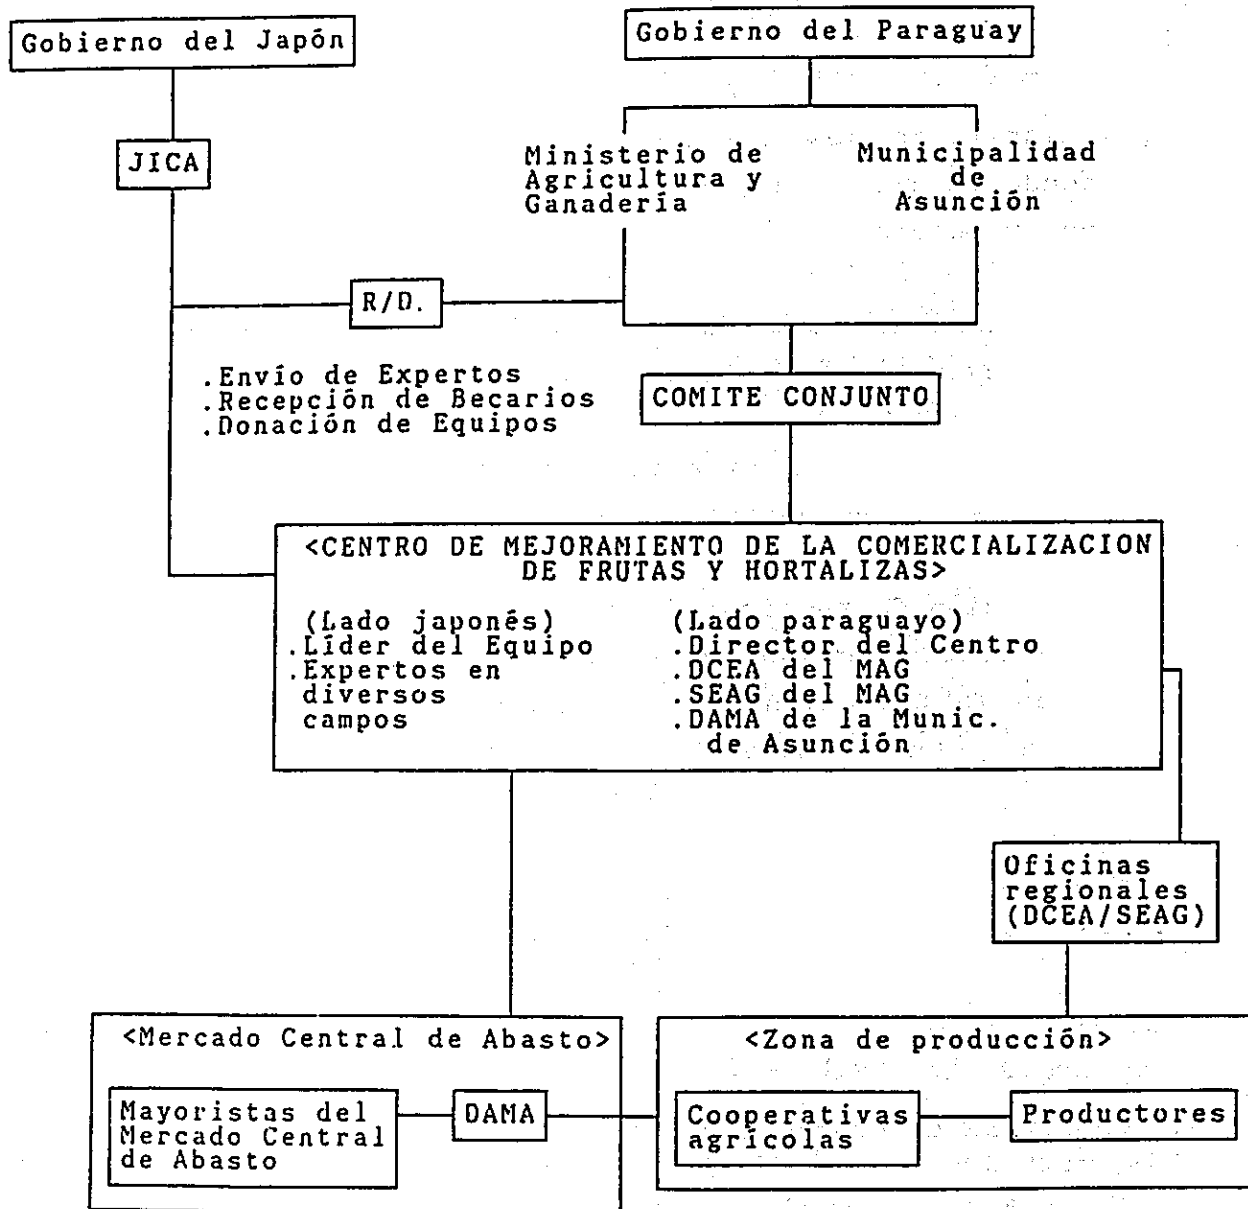 Gobierno del Japón
Gobierno del Paraguay
JICA
Ministerio de
Agricultura y
Ganadería
Municipalidad
de
Asunción
R/D.
.Envío de Expertos
.Recepción de Becarios
.Donación de Equipos
COMITE CONJUNTO
<CENTRO DE MEJORAMIENTO DE LA COMERCIALIZACION
DE FRUTAS Y HORTALIZAS>
(Lado japonés)
.Líder del Equipo
.Expertos en
diversos
campos
(Lado paraguayo)
.Director del Centro
.DCEA del MAG
.SEAG del MAG
.DAMA de la Munic.
de Asunción
Oficinas
regionales
(DCEA/SEAG)
<Mercado Central de Abasto>
Mayoristas del
Mercado Central
de Abasto
DAMA
<Zona de producción>
Cooperativas
agrícolas
Productores